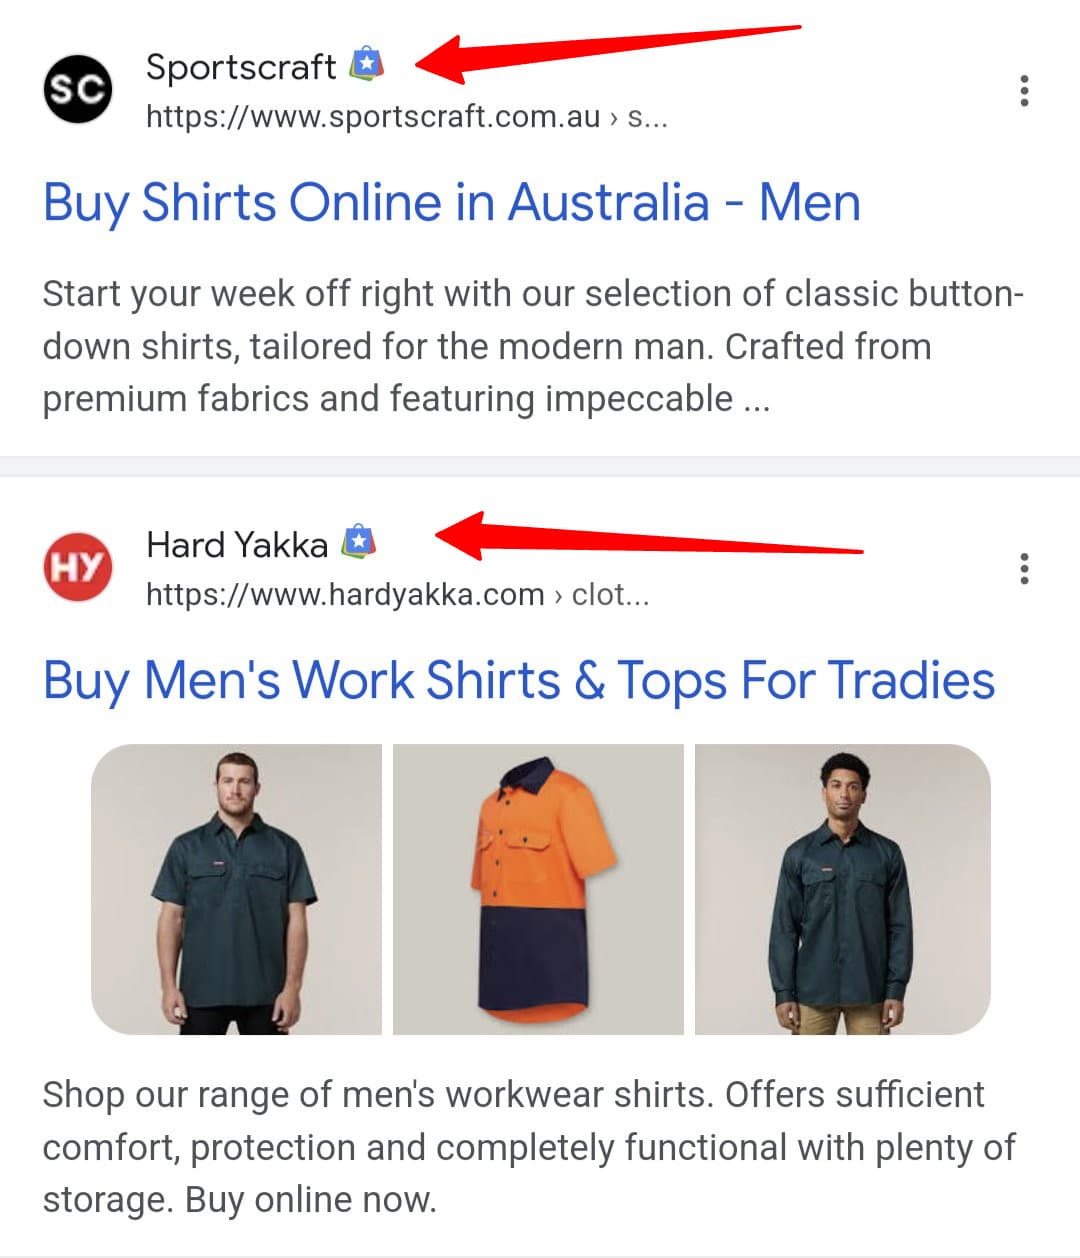 SC
Sportscraft
https://www.sportscraft.com.au › s...
Buy Shirts Online in Australia - Men
Start your week off right with our selection of classic button-
down shirts, tailored for the modern man. Crafted from
premium fabrics and featuring impeccable ...
HY
Hard Yakka
https://www.hardyakka.com › clot...
Buy Men's Work Shirts & Tops For Tradies
Shop our range of men's workwear shirts. Offers sufficient
comfort, protection and completely functional with plenty of
storage. Buy online now.